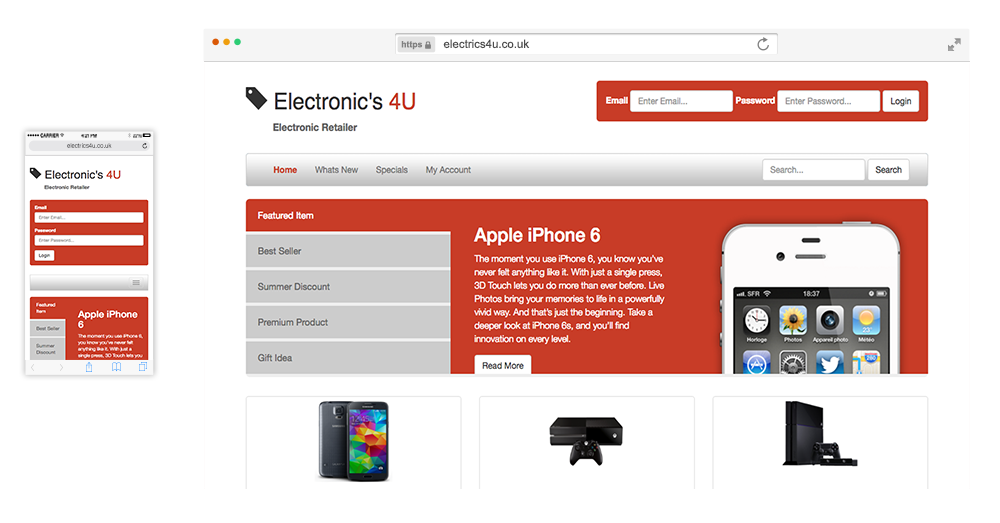 ●●●●● CARRIER 4:21 PM 22%
electrics4u.co.uk
Electronic's 4U
Electronic Retailer
Email
Enter Email...
Password
Enter Password...
Login
Featured
Item
Best Seller
Summer
Discount
Apple iPhone
6
The moment you use iPhone 6,
you know you've never felt
anything like it. With just a
single press, 3D Touch lets you
https electrics4u.co.uk
Electronic's 4U
Electronic Retailer
Email Enter Email... Password Enter Password... Login
Home Whats New Specials My Account Search... Search
Featured Item
Best Seller
Summer Discount
Premium Product
Gift Idea
Apple iPhone 6
The moment you use iPhone 6, you know you've
never felt anything like it. With just a single press,
3D Touch lets you do more than ever before. Live
Photos bring your memories to life in a powerfully
vivid way. And that's just the beginning. Take a
deeper look at iPhone 6s, and you'll find
innovation on every level.
Read More
SFR 18:37
Horloge Photos Appareil photo Météo
23°
280